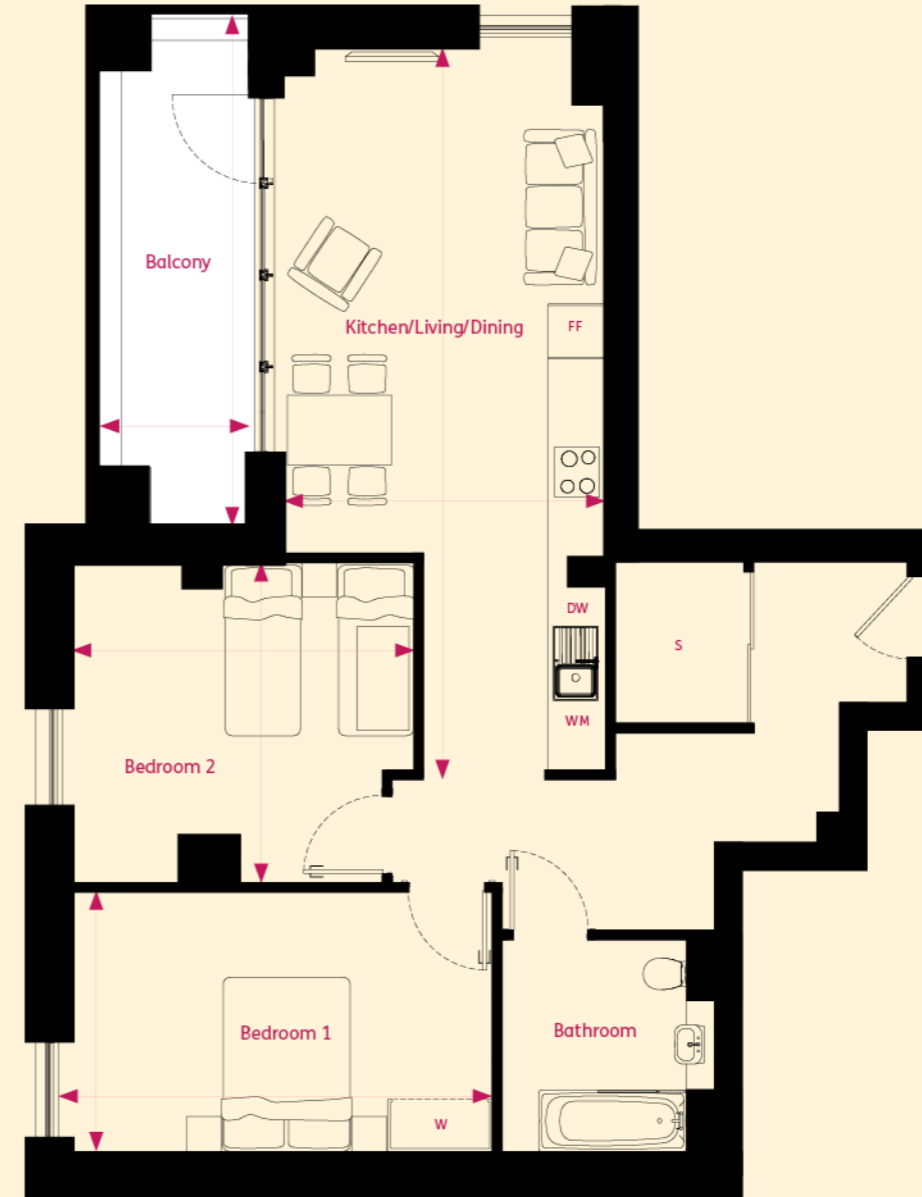 Balcony
Kitchen/Living/Dining
FF
DW
S
WM
Bedroom 2
Bedroom 1
Bathroom
W